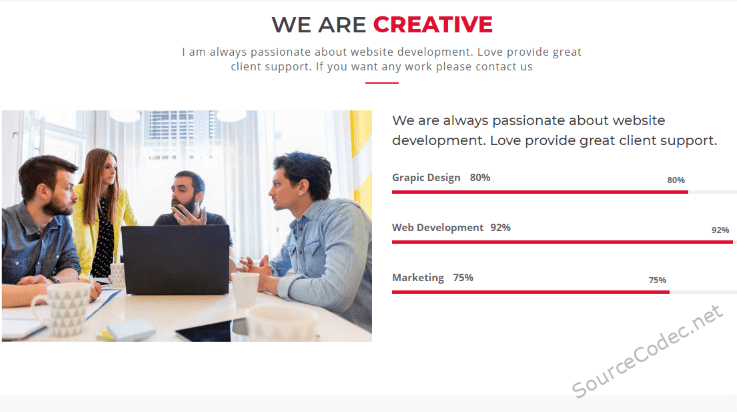 WE ARE CREATIVE
I am always passionate about website development. Love provide great
client support. If you want any work please contact us
We are always passionate about website
development. Love provide great client support.
Grapic Design 80% 80%
Web Development 92% 92%
Marketing 75% 75%
SourceCodec.net